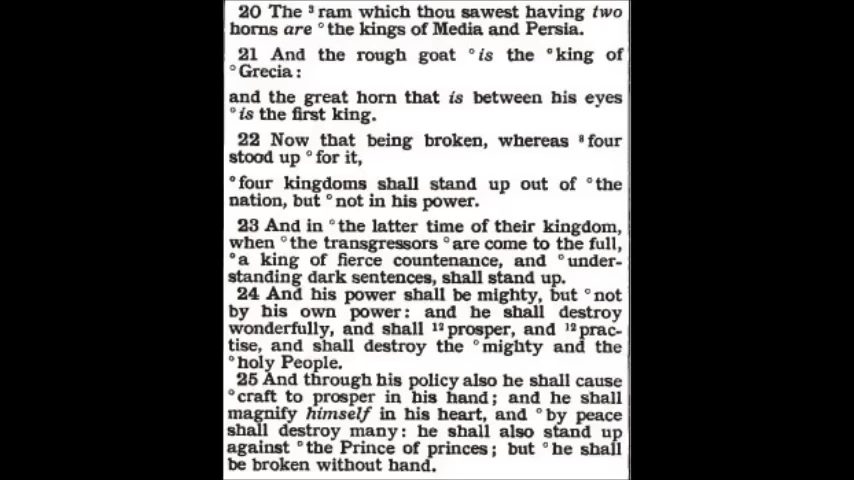 20 The ³ ram which thou sawest having two
horns are ° the kings of Media and Persia.
21 And the rough goat ° is the ° king of
° Grecia :
and the great horn that is between his eyes
° is the first king.
22 Now that being broken, whereas ⁸ four
stood up ° for it,
° four kingdoms shall stand up out of ° the
nation, but ° not in his power.
23 And in ° the latter time of their kingdom,
when ° the transgressors ° are come to the full,
° a king of fierce countenance, and ° under-
standing dark sentences, shall stand up.
24 And his power shall be mighty, but ° not
by his own power : and he shall destroy
wonderfully, and shall ¹² prosper, and ¹² prac-
tise, and shall destroy the ° mighty and the
° holy People.
25 And through his policy also he shall cause
° craft to prosper in his hand ; and he shall
magnify himself in his heart, and ° by peace
shall destroy many : he shall also stand up
against ° the Prince of princes ; but ° he shall
be broken without hand.